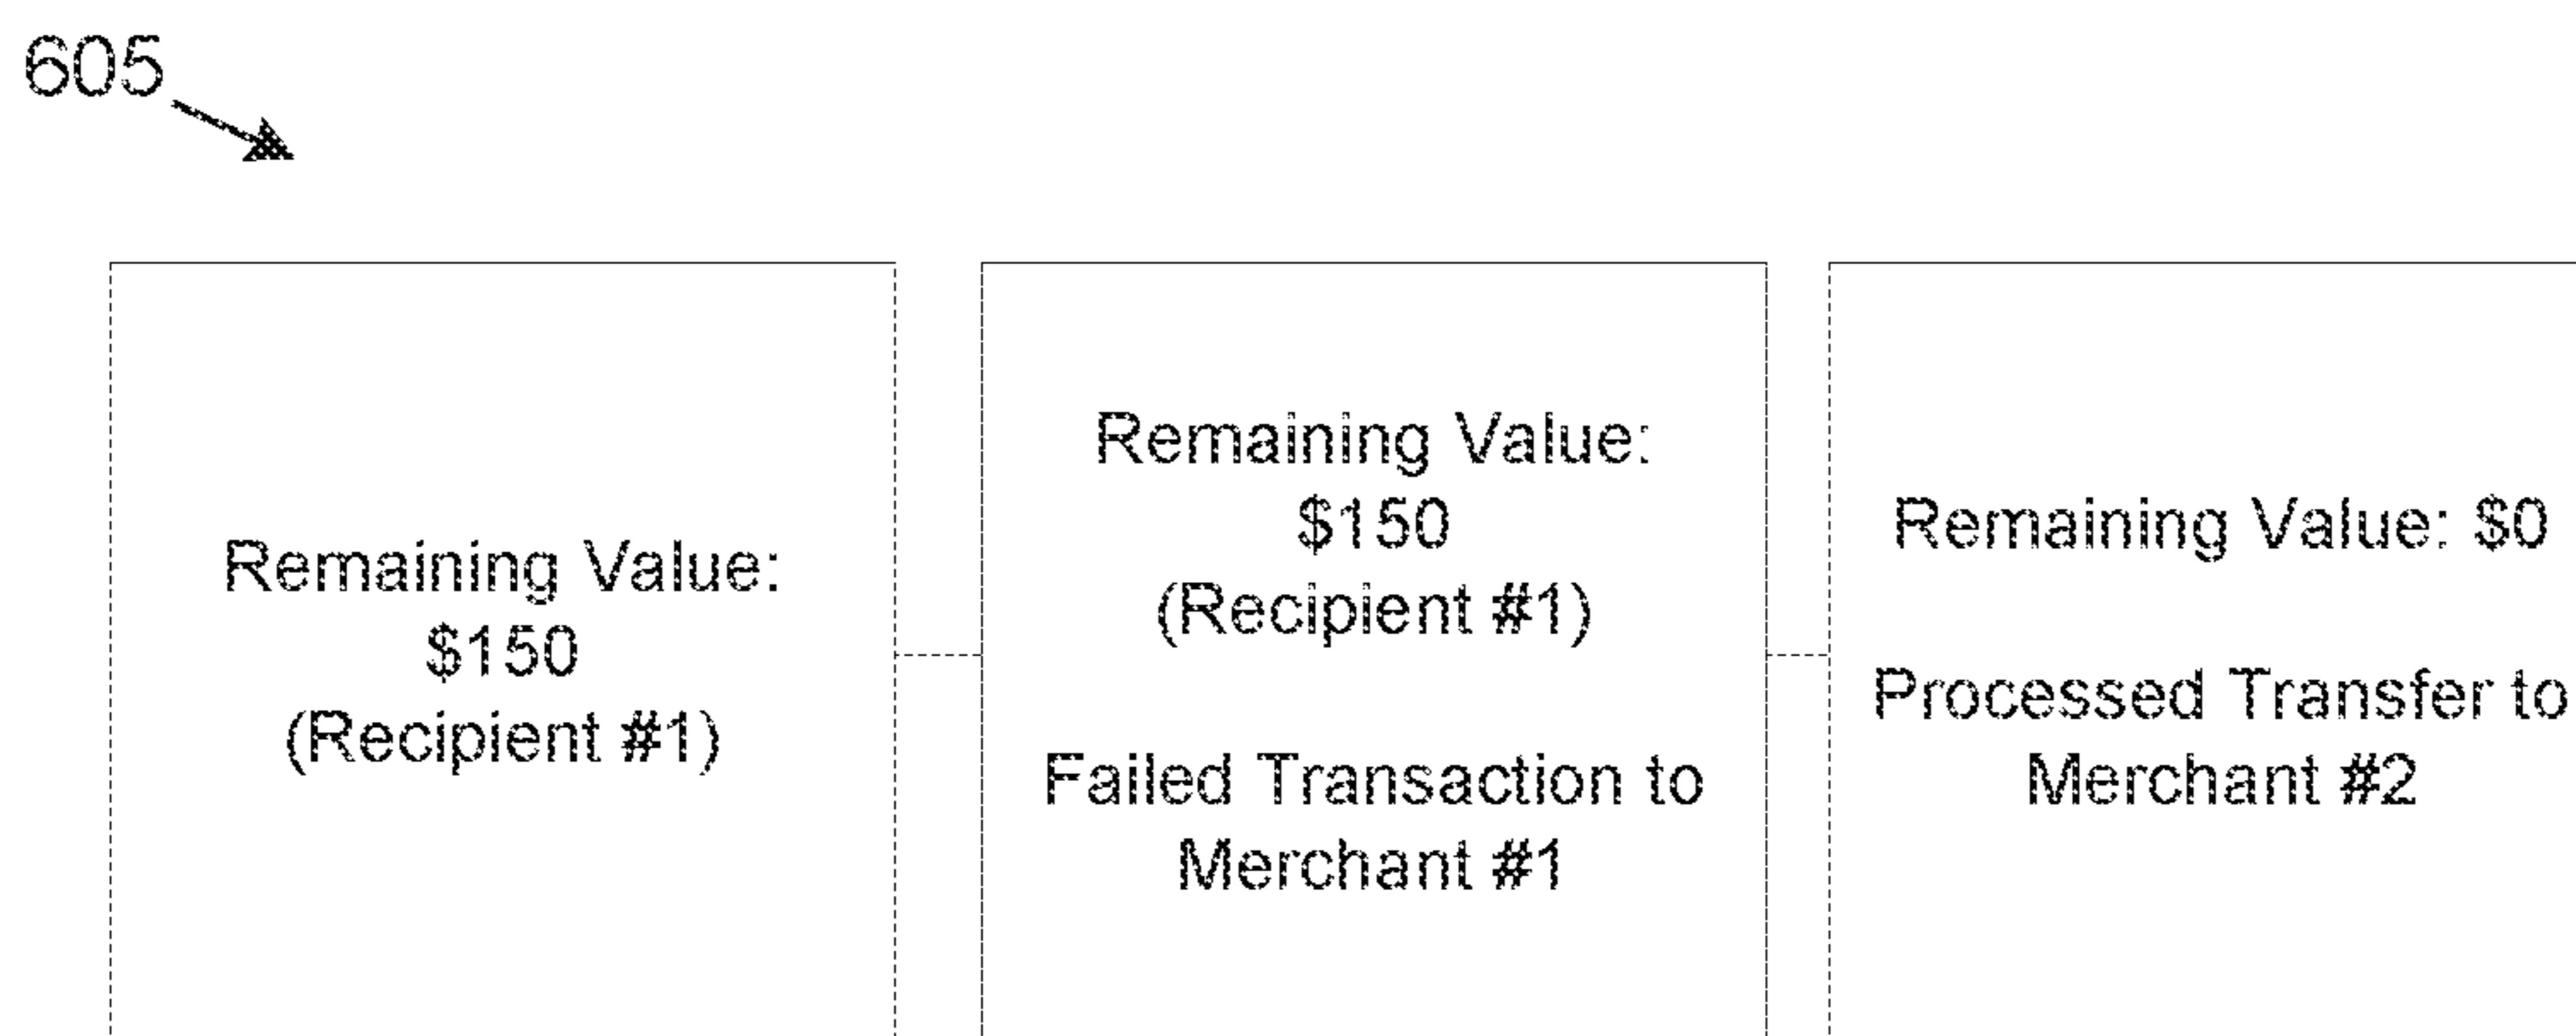 605
Remaining Value:
$150
(Recipient #1)
Remaining Value:
$150
(Recipient #1)
Failed Transaction to
Merchant #1
Remaining Value: $0
Processed Transfer to
Merchant #2